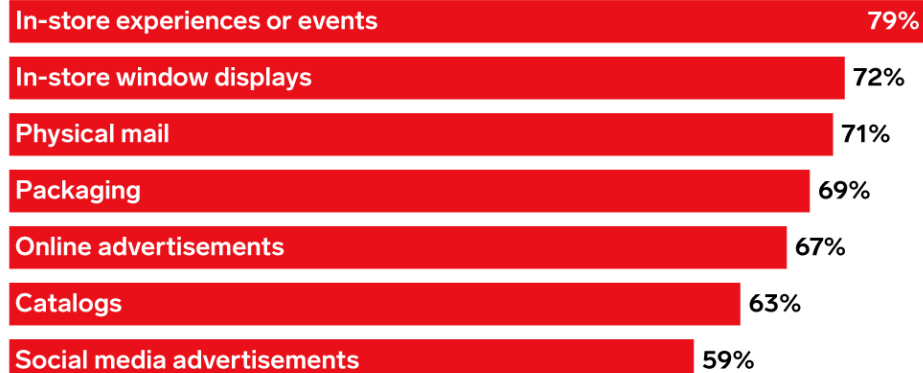 In-store experiences or events 79%
In-store window displays 72%
Physical mail 71%
Packaging 69%
Online advertisements 67%
Catalogs 63%
Social media advertisements 59%